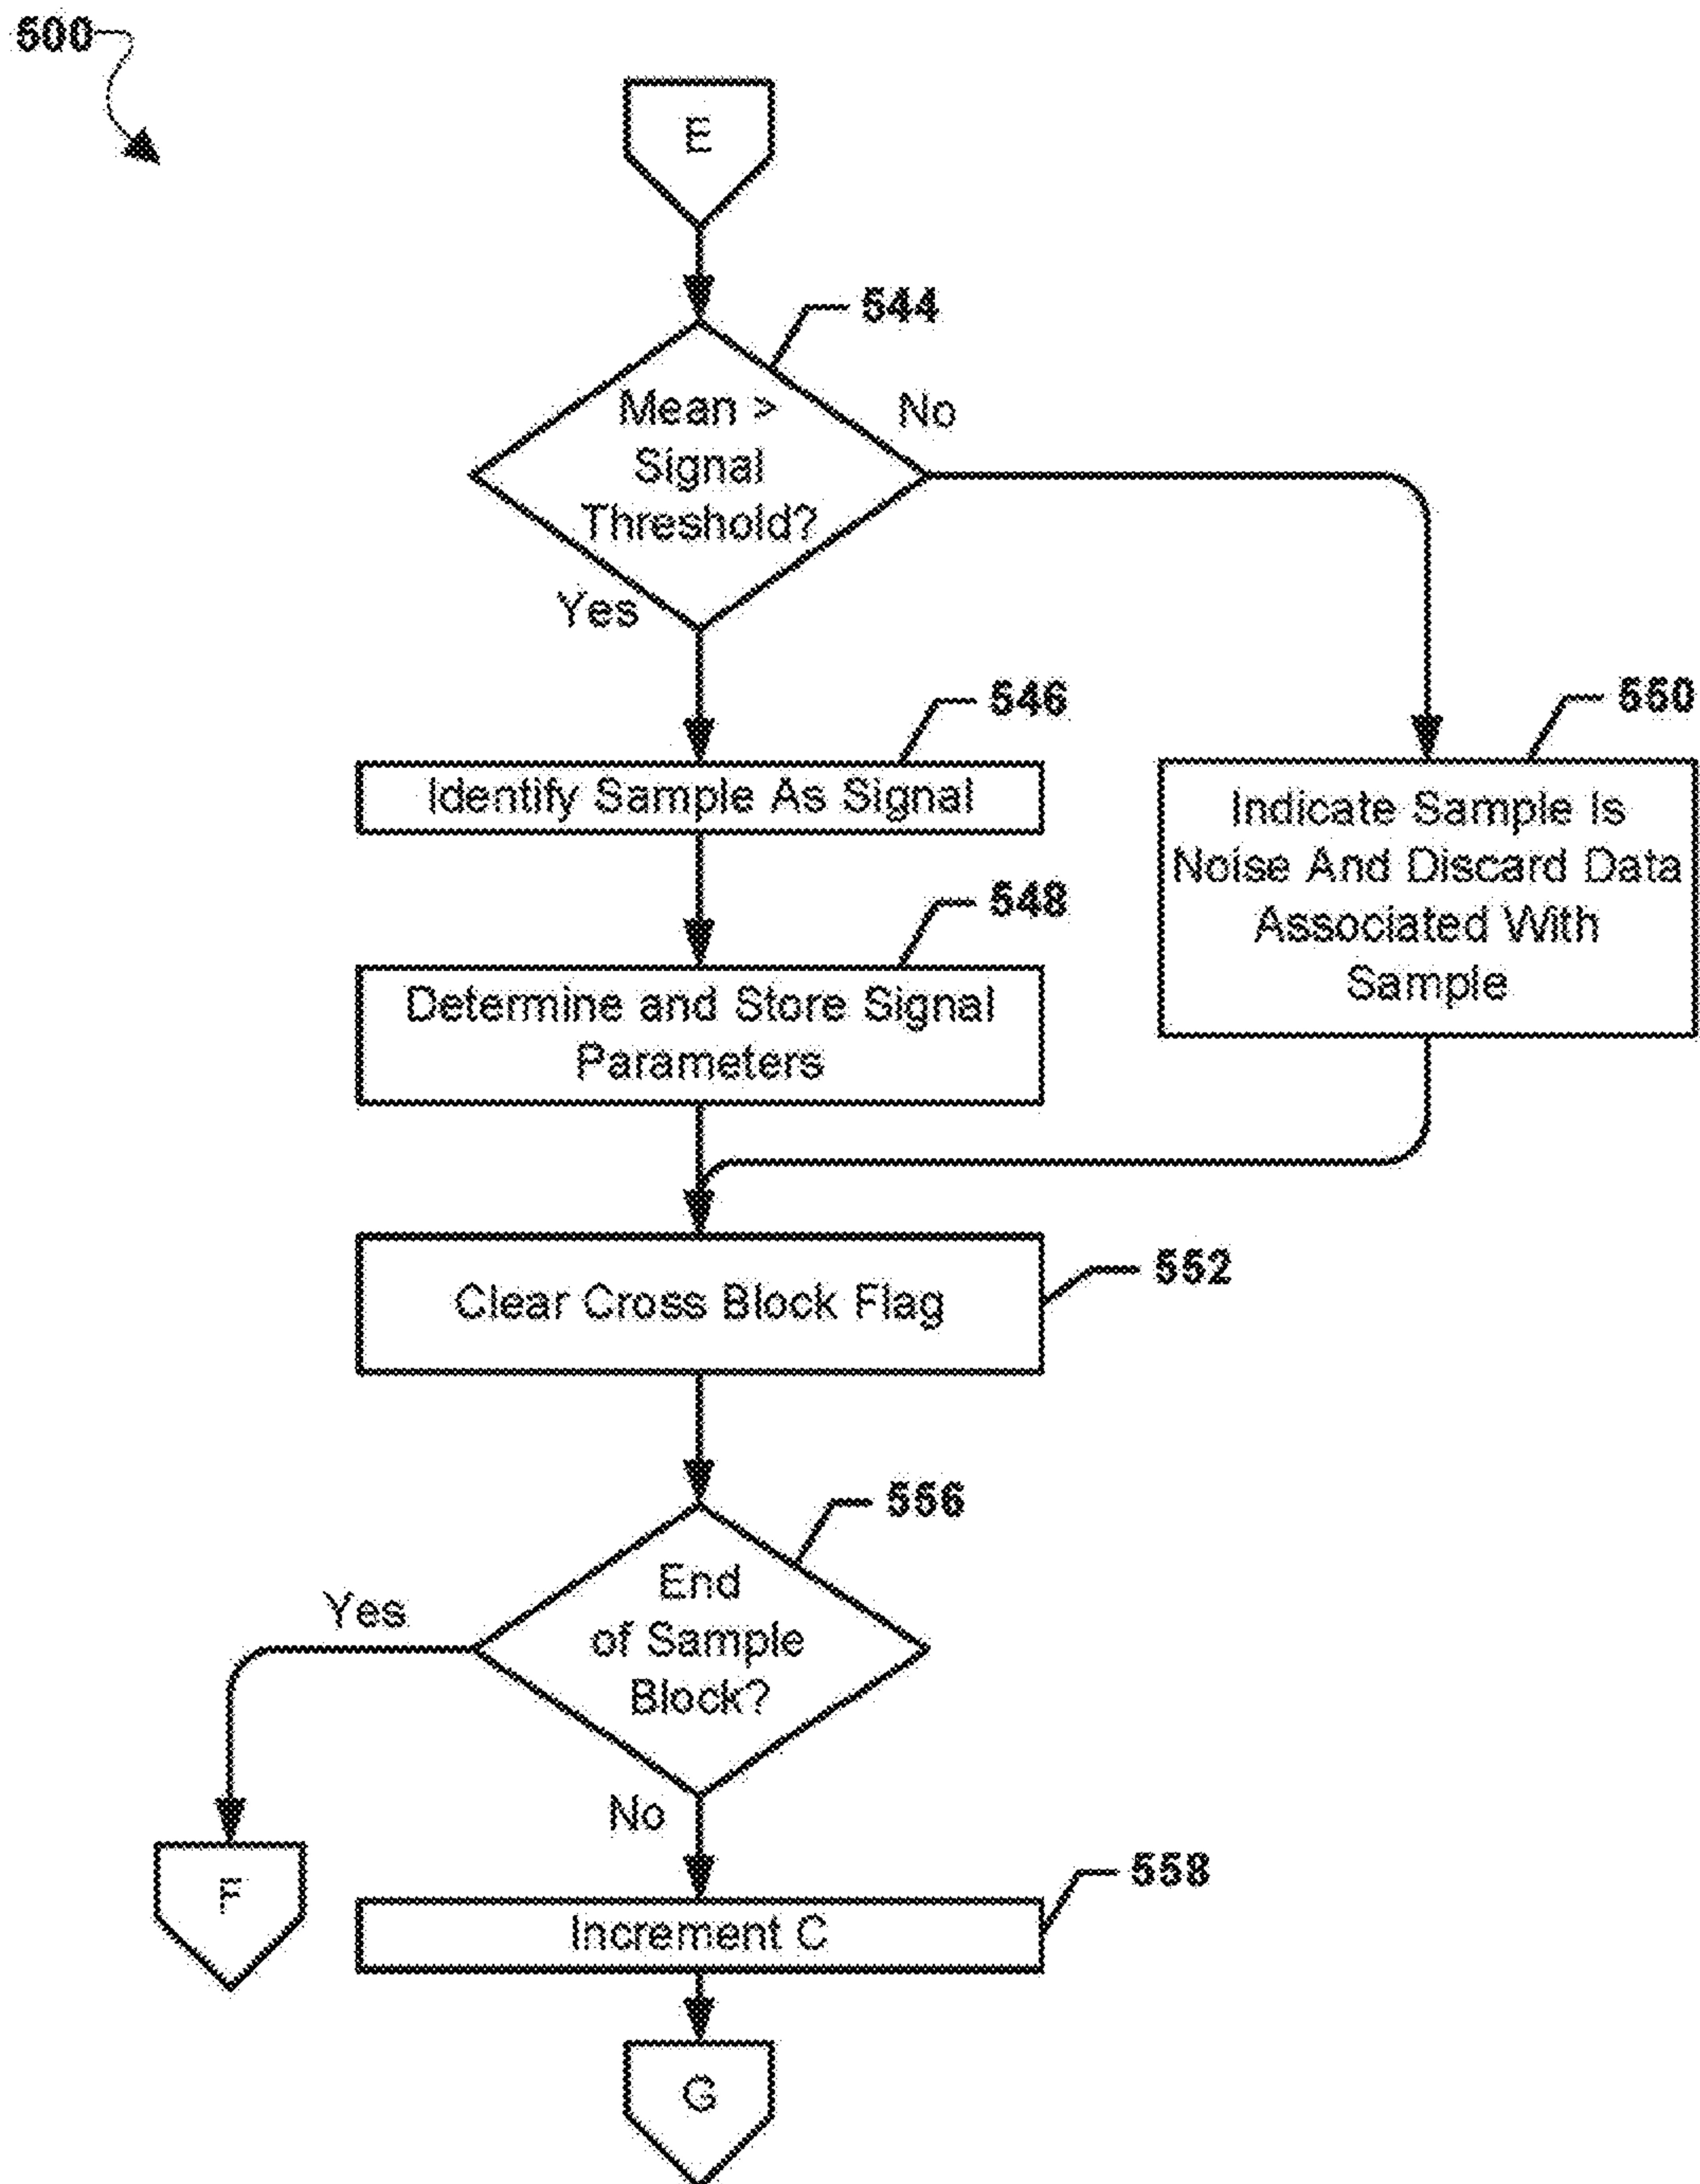 500
E
544
Mean >
Signal
Threshold?
No
Yes
546
Identify Sample As Signal
550
Indicate Sample Is
Noise And Discard Data
Associated With
Sample
548
Determine and Store Signal
Parameters
552
Clear Cross Block Flag
556
End
of Sample
Block?
Yes
No
F
558
Increment C
G